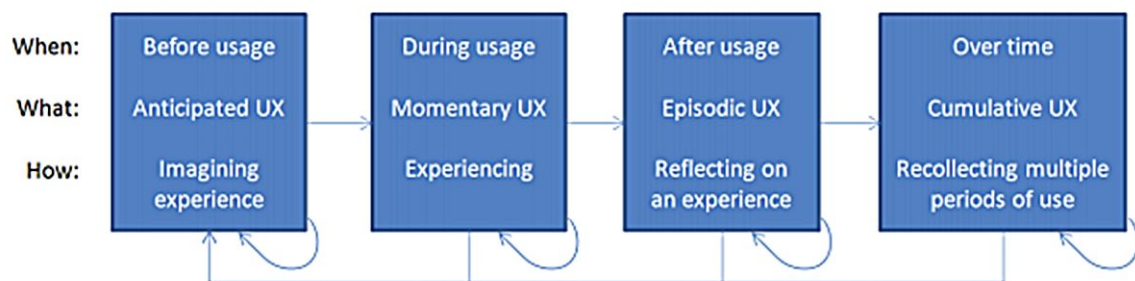 When: Before usage During usage After usage Over time
What: Anticipated UX Momentary UX Episodic UX Cumulative UX
How: Imagining Experiencing Reflecting on Recollecting multiple
experience an experience periods of use